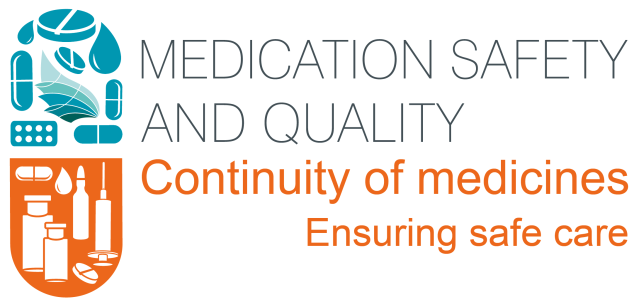 MEDICATION SAFETY
AND QUALITY
Continuity of medicines
Ensuring safe care